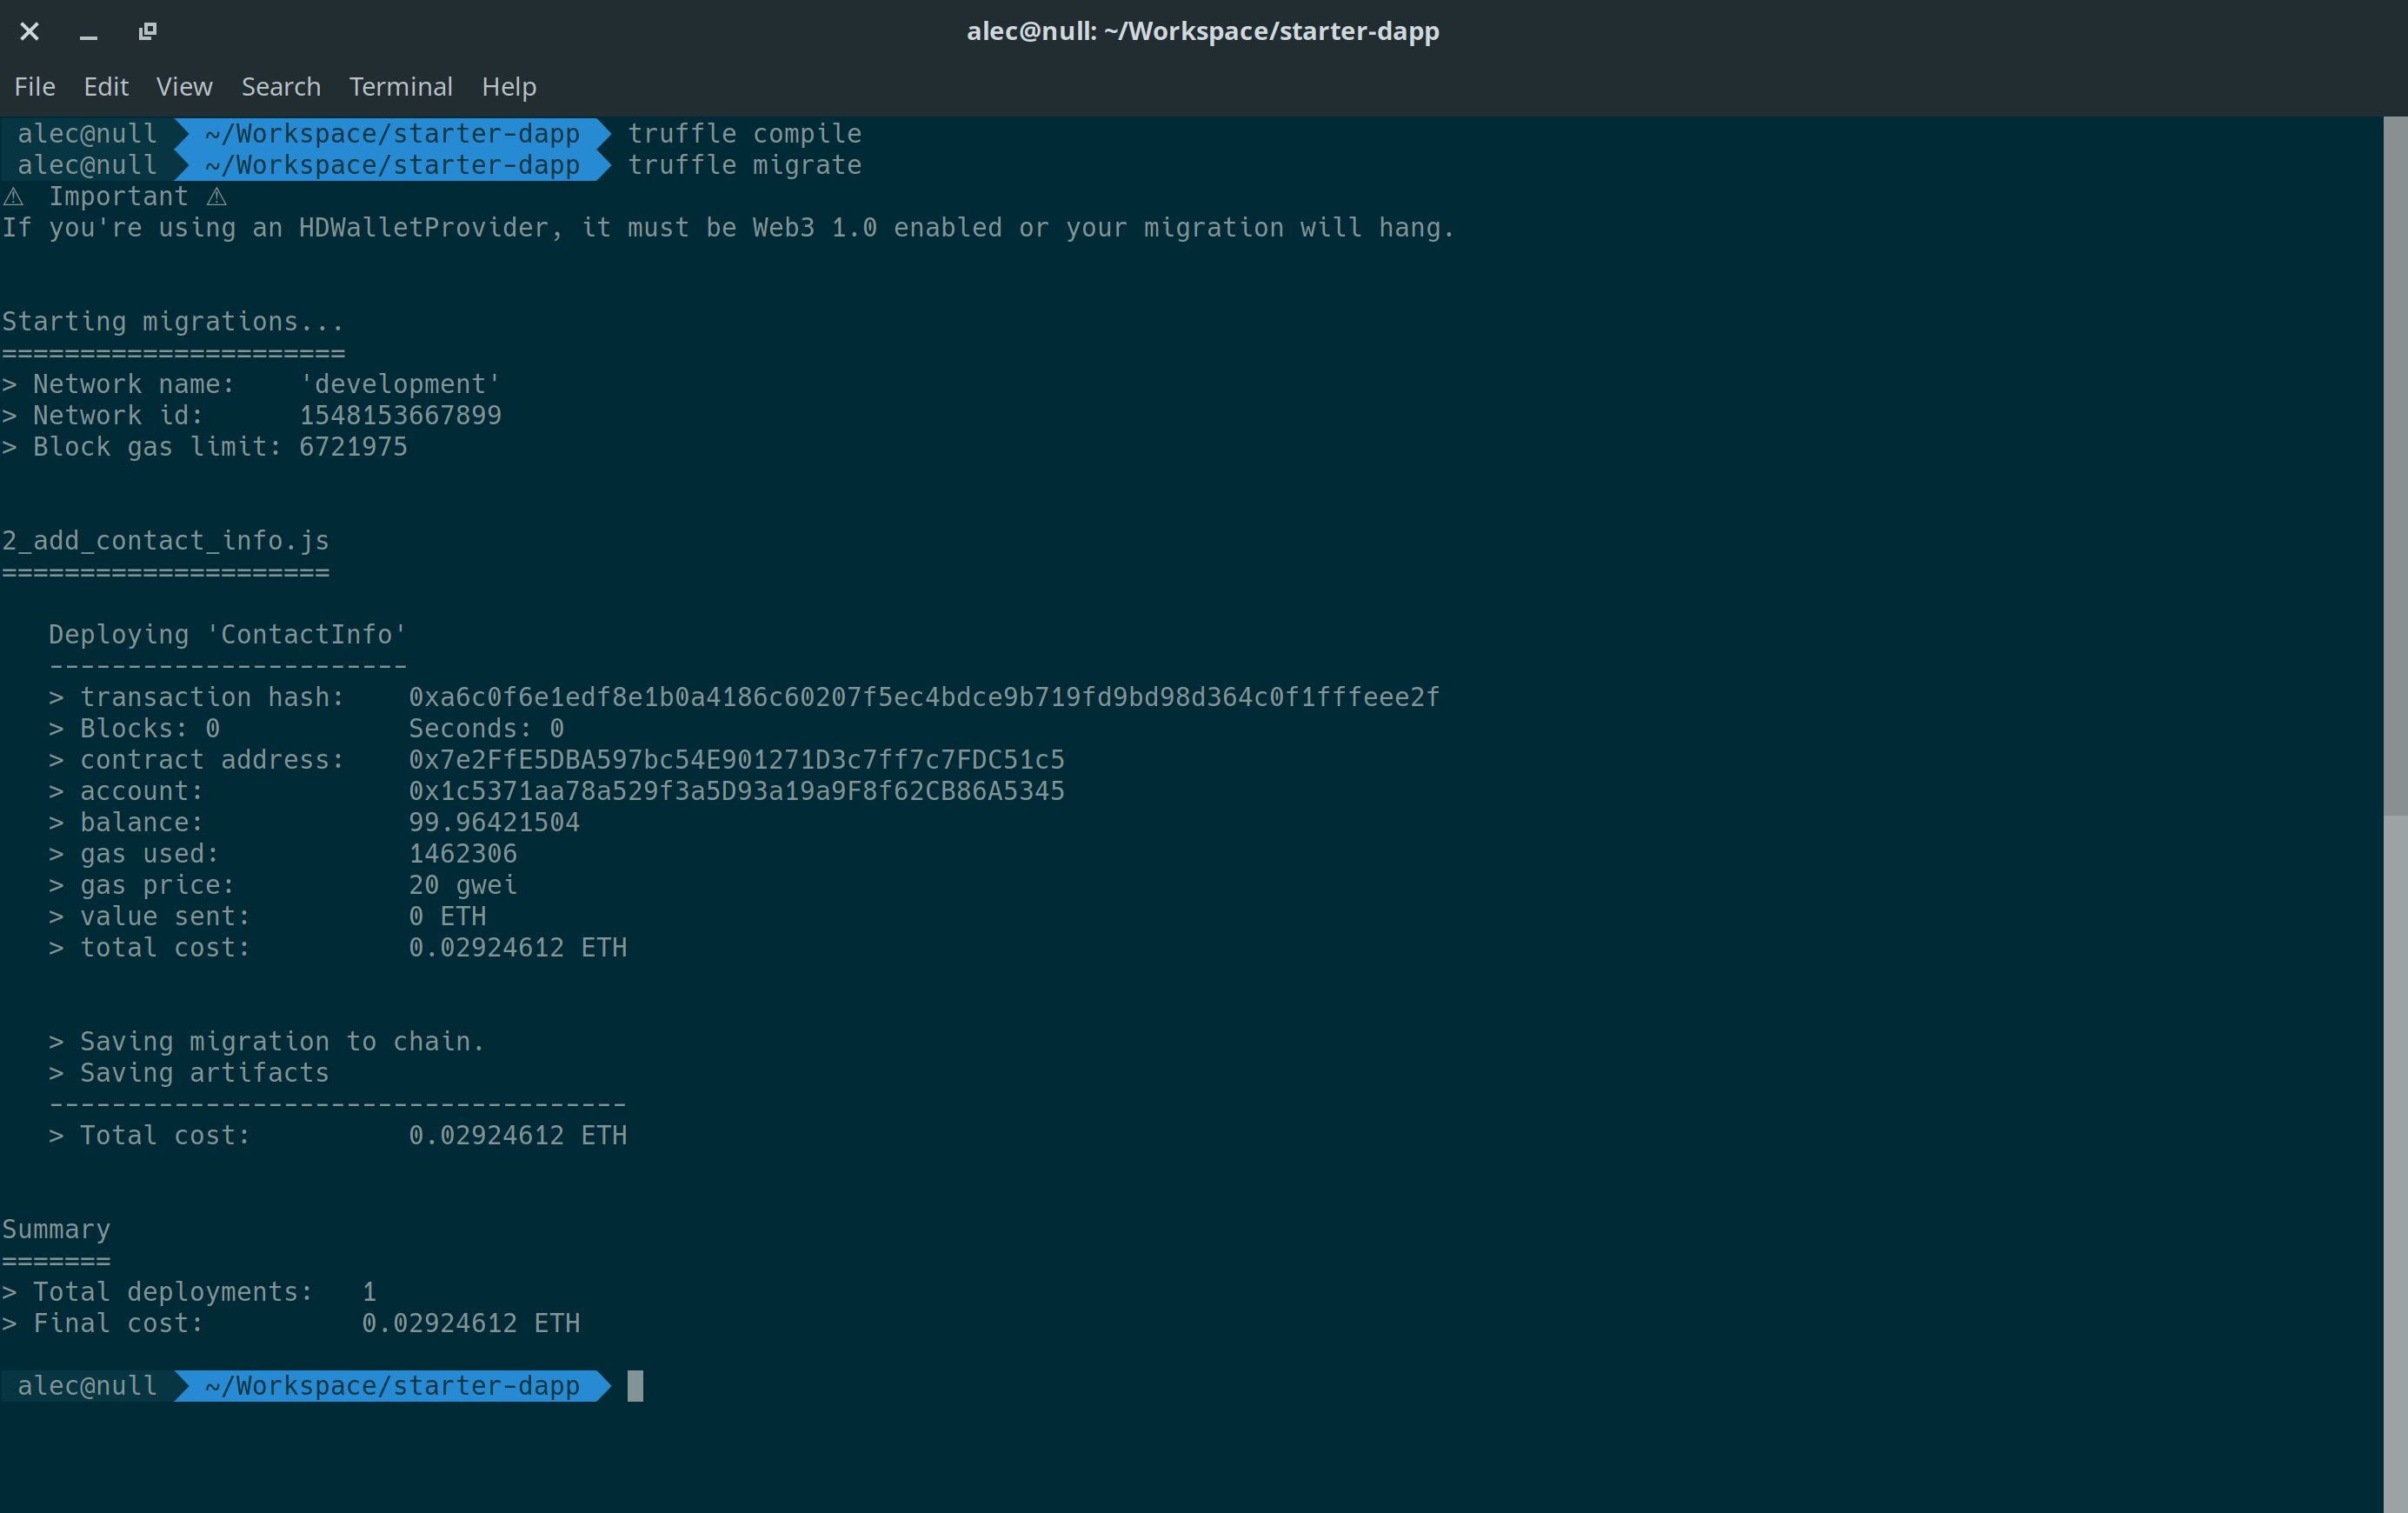 alec@null: ~/Workspace/starter-dapp
File Edit View Search Terminal Help
alec@null ~/Workspace/starter-dapp truffle compile
alec@null ~/Workspace/starter-dapp truffle migrate
⚠ Important ⚠
If you're using an HDWalletProvider, it must be Web3 1.0 enabled or your migration will hang.
Starting migrations...
======================
> Network name:    'development'
> Network id:      1548153667899
> Block gas limit: 6721975
2_add_contact_info.js
=====================
Deploying 'ContactInfo'
-----------------------
> transaction hash:    0xa6c0f6e1edf8e1b0a4186c60207f5ec4bdce9b719fd9bd98d364c0f1fffeee2f
> Blocks: 0            Seconds: 0
> contract address:    0x7e2FfE5DBA597bc54E901271D3c7ff7c7FDC51c5
> account:             0x1c5371aa78a529f3a5D93a19a9F8f62CB86A5345
> balance:             99.96421504
> gas used:            1462306
> gas price:           20 gwei
> value sent:          0 ETH
> total cost:          0.02924612 ETH
> Saving migration to chain.
> Saving artifacts
-------------------------------------
> Total cost:          0.02924612 ETH
Summary
=======
> Total deployments:   1
> Final cost:          0.02924612 ETH
alec@null ~/Workspace/starter-dapp